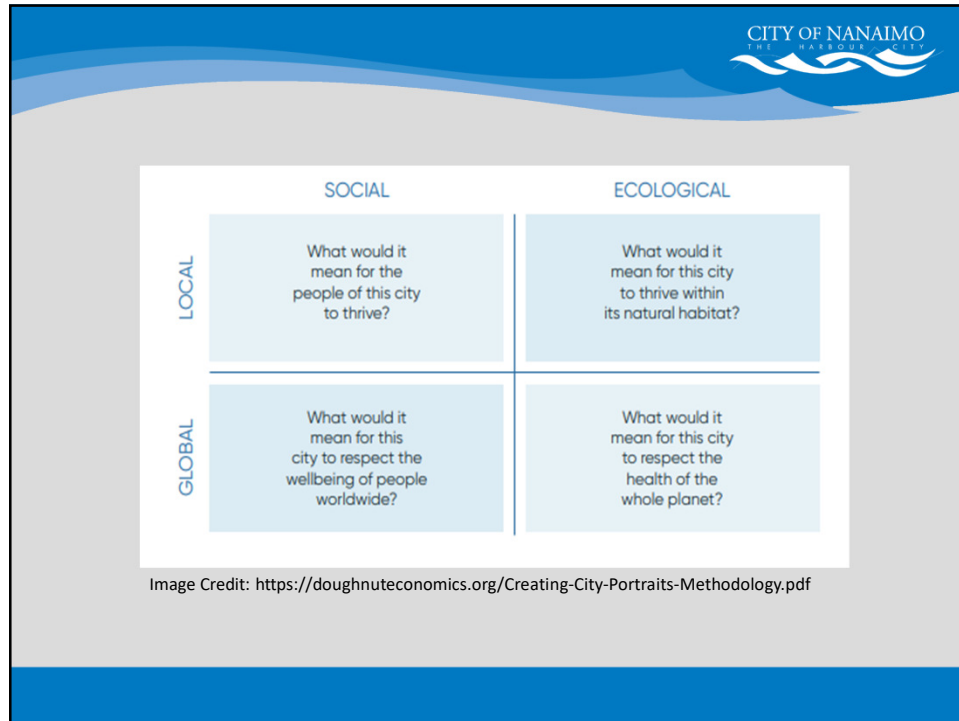 CITY OF NANAIMO
THE HARBOUR CITY
SOCIAL
ECOLOGICAL
LOCAL
What would it
mean for the
people of this city
to thrive?
What would it
mean for this city
to thrive within
its natural habitat?
GLOBAL
What would it
mean for this
city to respect the
wellbeing of people
worldwide?
What would it
mean for this city
to respect the
health of the
whole planet?
Image Credit: https://doughnuteconomics.org/Creating-City-Portraits-Methodology.pdf